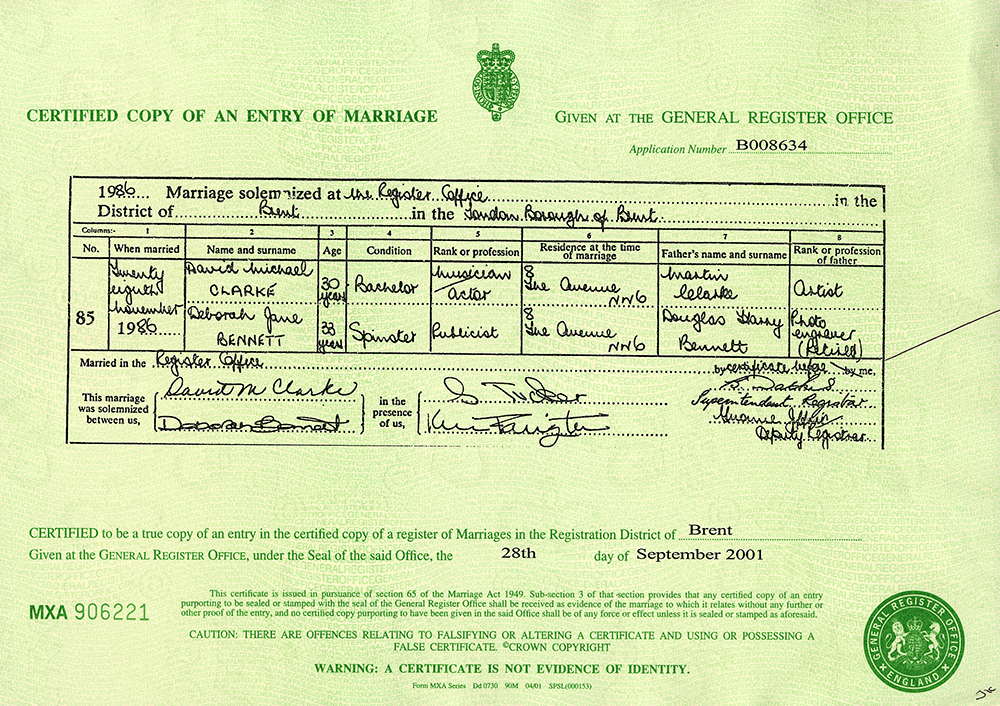 CERTIFIED COPY OF AN ENTRY OF MARRIAGE
GIVEN AT THE GENERAL REGISTER OFFICE
Application Number B008634
1986 Marriage solemnized at the Register Office in the
District of Brent in the London Borough of Brent
Columns:- 1 2 3 4 5 6 7 8
No. When married Name and surname Age Condition Rank or profession Residence at the time of marriage Father's name and surname Rank or profession of father
85 Twenty eighth November 1986
David Michael CLARKE 30 years Bachelor Musician Actor 8 The Avenue NW6 Martin Clarke Artist
Deborah Jane BENNETT 33 years Spinster Publicist 8 The Avenue NW6 Douglas Harry Bennett Photo engraver (Retired)
Married in the Register Office by certificate before by me,
This marriage was solemnized between us,
David M Clarke
in the presence of us,
Superintendent Registrar
Deputy Registrar
CERTIFIED to be a true copy of an entry in the certified copy of a register of Marriages in the Registration District of Brent
Given at the GENERAL REGISTER OFFICE, under the Seal of the said Office, the 28th day of September 2001
MXA 906221
This certificate is issued in pursuance of section 65 of the Marriage Act 1949. Sub-section 3 of that section provides that any certified copy of an entry
purporting to be sealed or stamped with the seal of the General Register Office shall be received as evidence of the marriage to which it relates without any further or
other proof of the entry, and no certified copy purporting to have been given in the said Office shall be of any force or effect unless it is sealed or stamped as aforesaid.
CAUTION: THERE ARE OFFENCES RELATING TO FALSIFYING OR ALTERING A CERTIFICATE AND USING OR POSSESSING A
FALSE CERTIFICATE. ©CROWN COPYRIGHT
WARNING: A CERTIFICATE IS NOT EVIDENCE OF IDENTITY.
Form MXA Series Dd 0730 90M 04/01 SPSL(000153)
GENERAL REGISTER OFFICE
ENGLAND